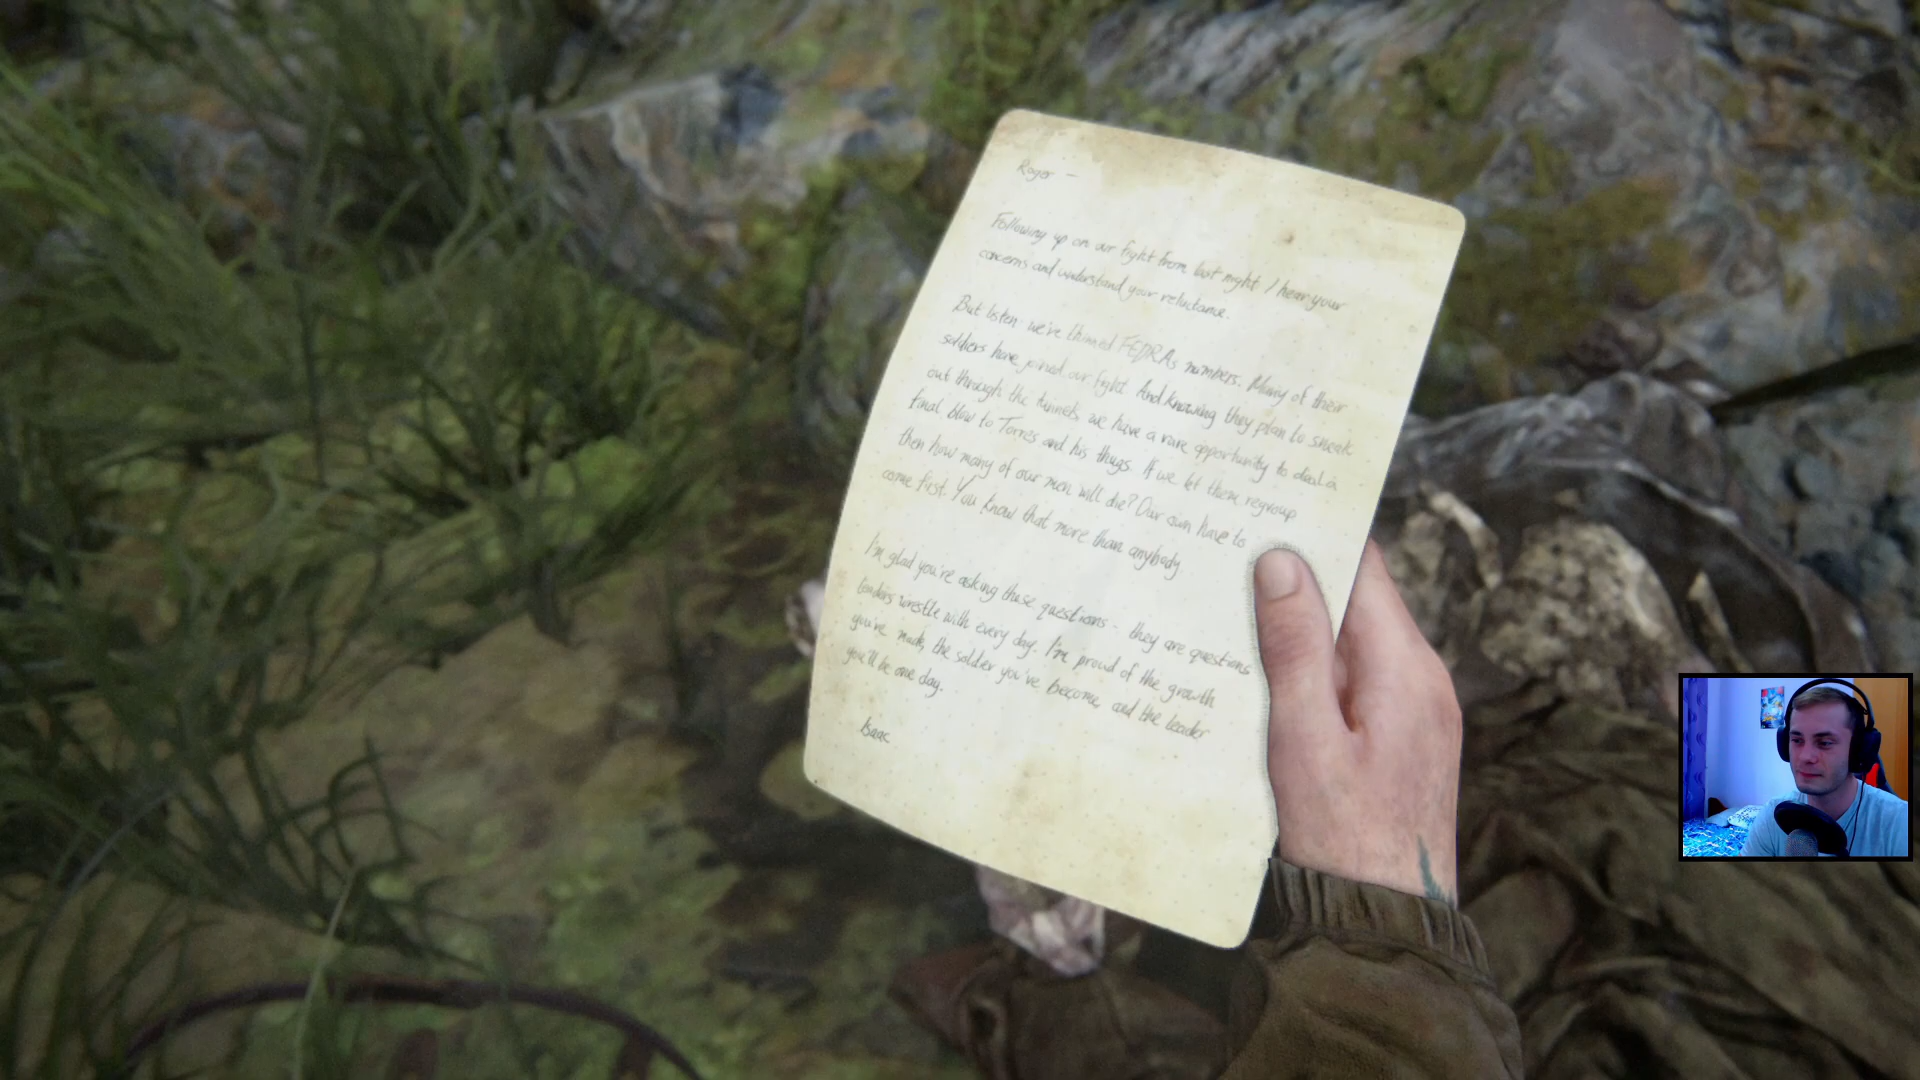 Roger –
Following up on our fight from last night I hear your
concerns and understand your reluctance.
But listen - we've thinned FEDRAs numbers. Many of their
soldiers have joined our fight. And knowing they plan to sneak
out through the tunnels we have a rare opportunity to deal a
final blow to Torres and his thugs. If we let them regroup
then how many of our men will die? Our own have to
come first. You know that more than anybody.
I'm glad you're asking these questions - they are questions
leaders wrestle with every day. I'm proud of the growth
you've made, the soldier you've become, and the leader
you'll be one day.
Isaac